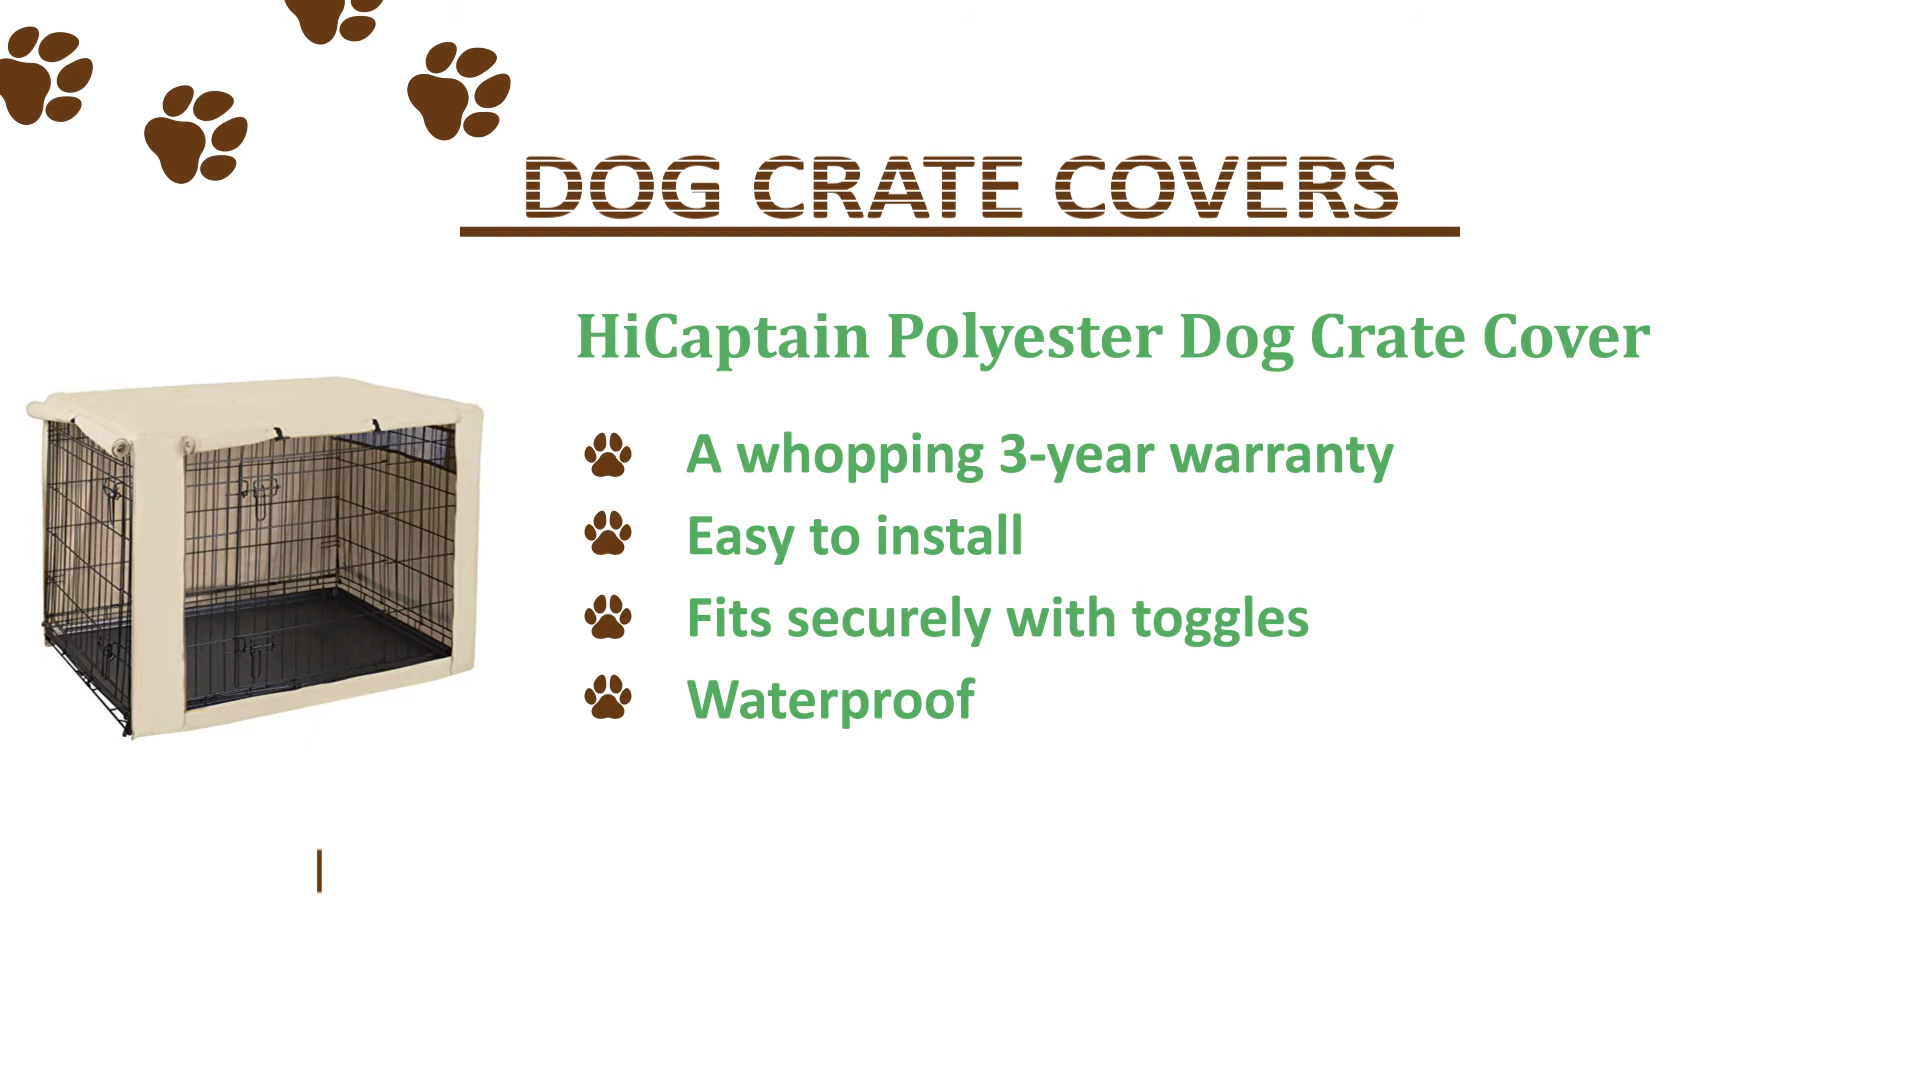 DOG CRATE COVERS
HiCaptain Polyester Dog Crate Cover
A whopping 3-year warranty
Easy to install
Fits securely with toggles
Waterproof